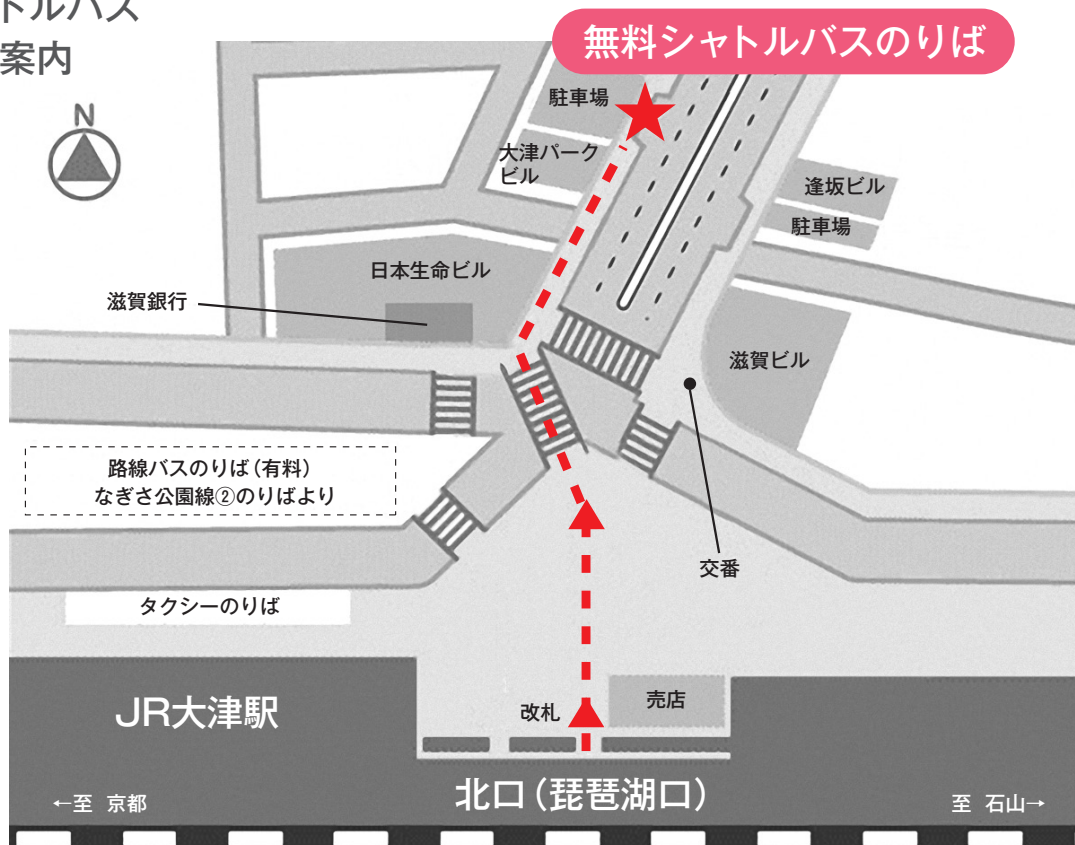 トルバス
案内
無料シャトルバスのりば
N
駐車場
大津パーク
ビル
逢坂ビル
駐車場
日本生命ビル
滋賀銀行
滋賀ビル
路線バスのりば(有料)
なぎさ公園線②のりばより
交番
タクシーのりば
JR大津駅
改札
売店
北口(琵琶湖口)
←至 京都
至 石山→